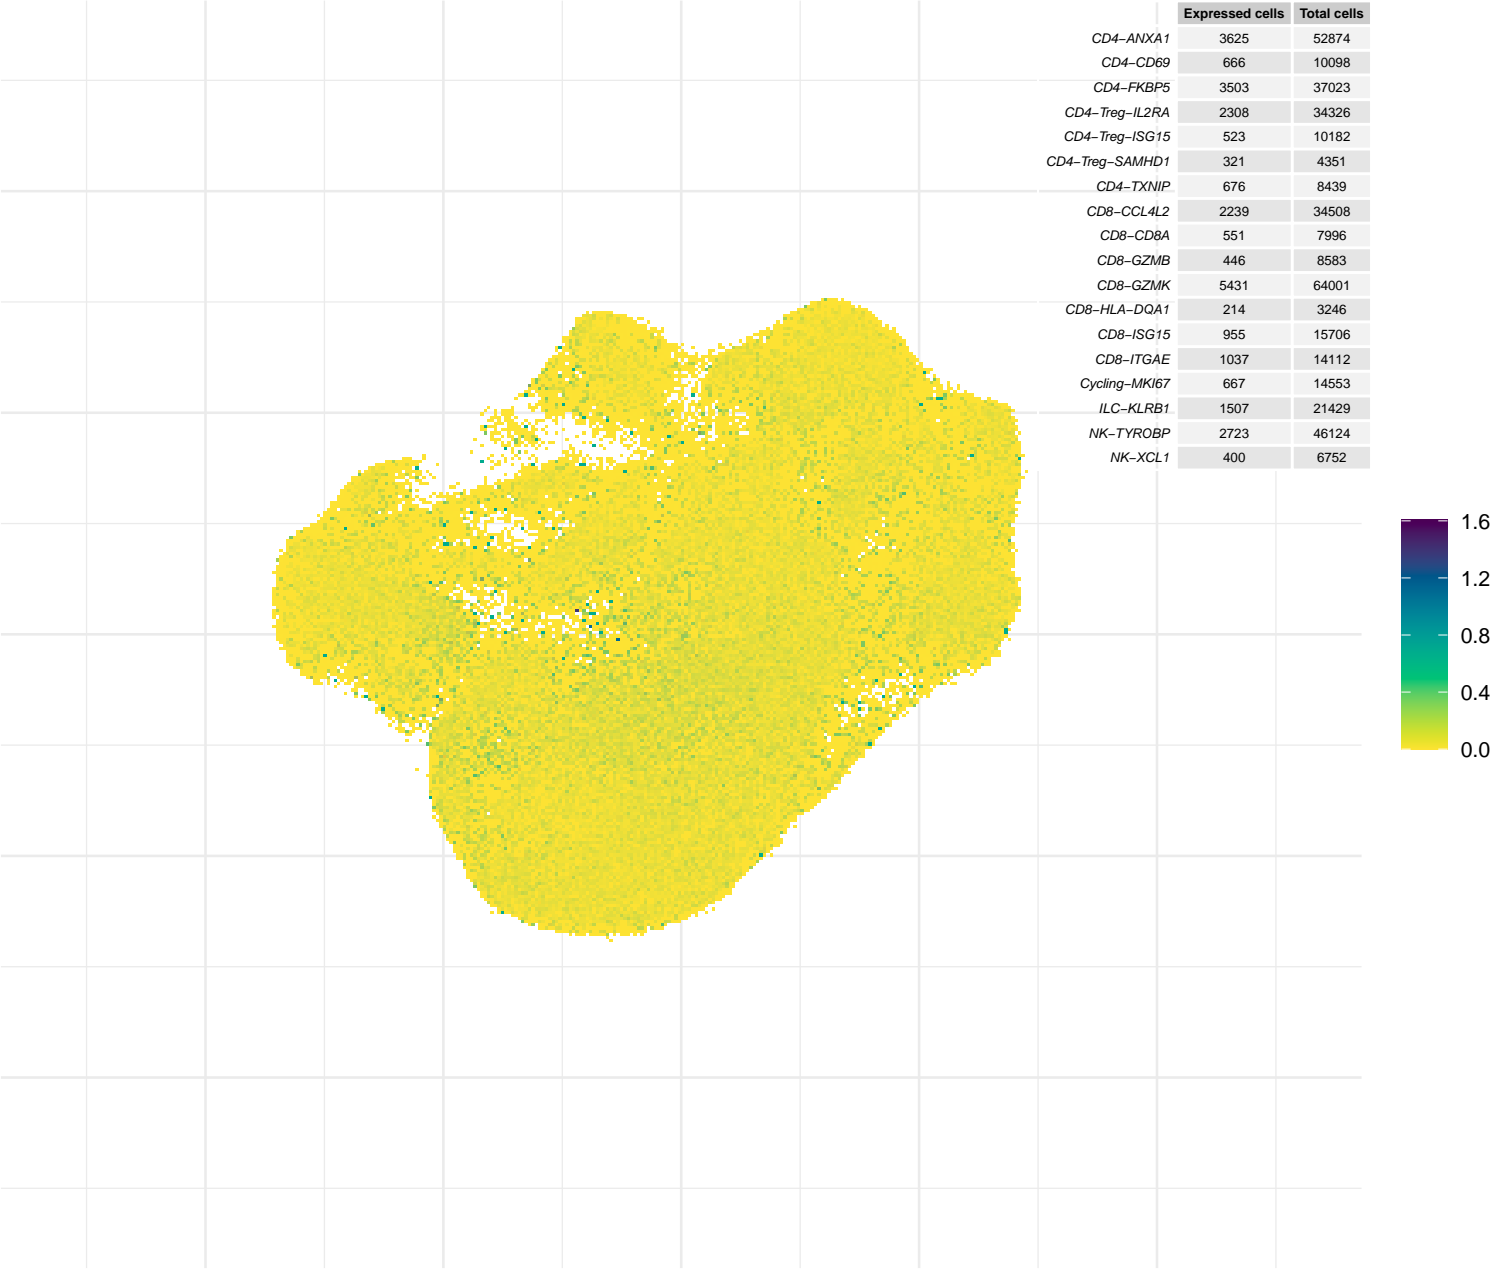 Expressed cells Total cells
CD4−ANXA1 3625 52874
CD4−CD69 666 10098
CD4−FKBP5 3503 37023
CD4−Treg−IL2RA 2308 34326
CD4−Treg−ISG15 523 10182
CD4−Treg−SAMHD1 321 4351
CD4−TXNIP 676 8439
CD8−CCL4L2 2239 34508
CD8−CD8A 551 7996
CD8−GZMB 446 8583
CD8−GZMK 5431 64001
CD8−HLA−DQA1 214 3246
CD8−ISG15 955 15706
CD8−ITGAE 1037 14112
Cycling−MKI67 667 14553
ILC−KLRB1 1507 21429
NK−TYROBP 2723 46124
NK−XCL1 400 6752
1.6
1.2
0.8
0.4
0.0